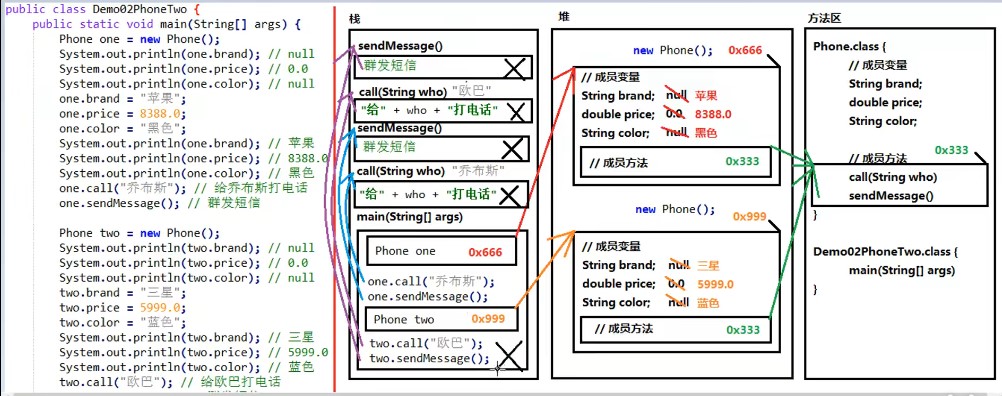 public class Demo02PhoneTwo {
public static void main(String[] args) {
Phone one = new Phone();
System.out.println(one.brand); // null
System.out.println(one.price); // 0.0
System.out.println(one.color); // null
one.brand = "苹果";
one.price = 8388.0;
one.color = "黑色";
System.out.println(one.brand); // 苹果
System.out.println(one.price); // 8388.0
System.out.println(one.color); // 黑色
one.call("乔布斯"); // 给乔布斯打电话
one.sendMessage(); // 群发短信
Phone two = new Phone();
System.out.println(two.brand); // null
System.out.println(two.price); // 0.0
System.out.println(two.color); // null
two.brand = "三星";
two.price = 5999.0;
two.color = "蓝色";
System.out.println(two.brand); // 三星
System.out.println(two.price); // 5999.0
System.out.println(two.color); // 蓝色
two.call("欧巴"); // 给欧巴打电话
栈
sendMessage()
群发短信
call(String who) "欧巴"
"给" + who + "打电话"
sendMessage()
群发短信
call(String who) "乔布斯"
"给" + who + "打电话"
main(String[] args)
Phone one 0x666
one.call("乔布斯");
one.sendMessage();
Phone two 0x999
two.call("欧巴");
two.sendMessage();
堆
new Phone(); 0x666
// 成员变量
String brand; null 苹果
double price; 0.0 8388.0
String color; null 黑色
// 成员方法 0x333
new Phone(); 0x999
// 成员变量
String brand; null 三星
double price; 0.0 5999.0
String color; null 蓝色
// 成员方法 0x333
方法区
Phone.class {
// 成员变量
String brand;
double price;
String color;
// 成员方法 0x333
call(String who)
sendMessage()
}
Demo02PhoneTwo.class {
main(String[] args)
}